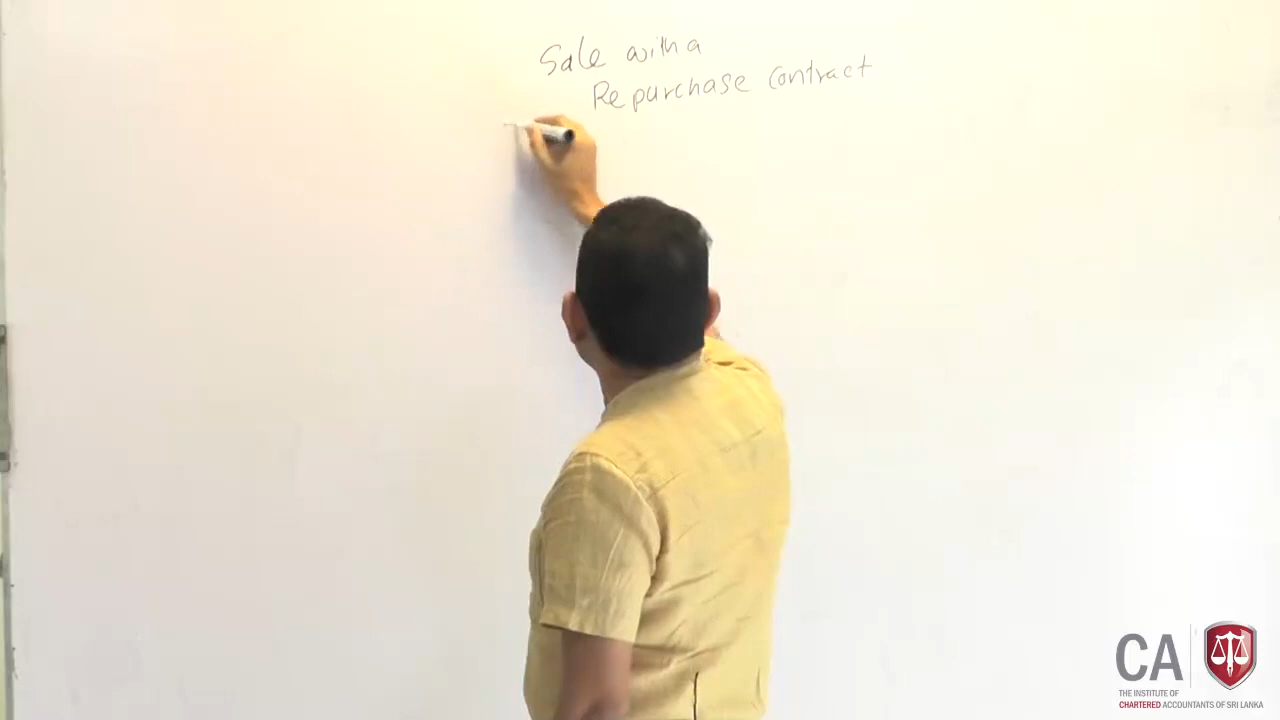 Sale with a
Repurchase contract
CA
THE INSTITUTE OF
CHARTERED ACCOUNTANTS OF SRI LANKA